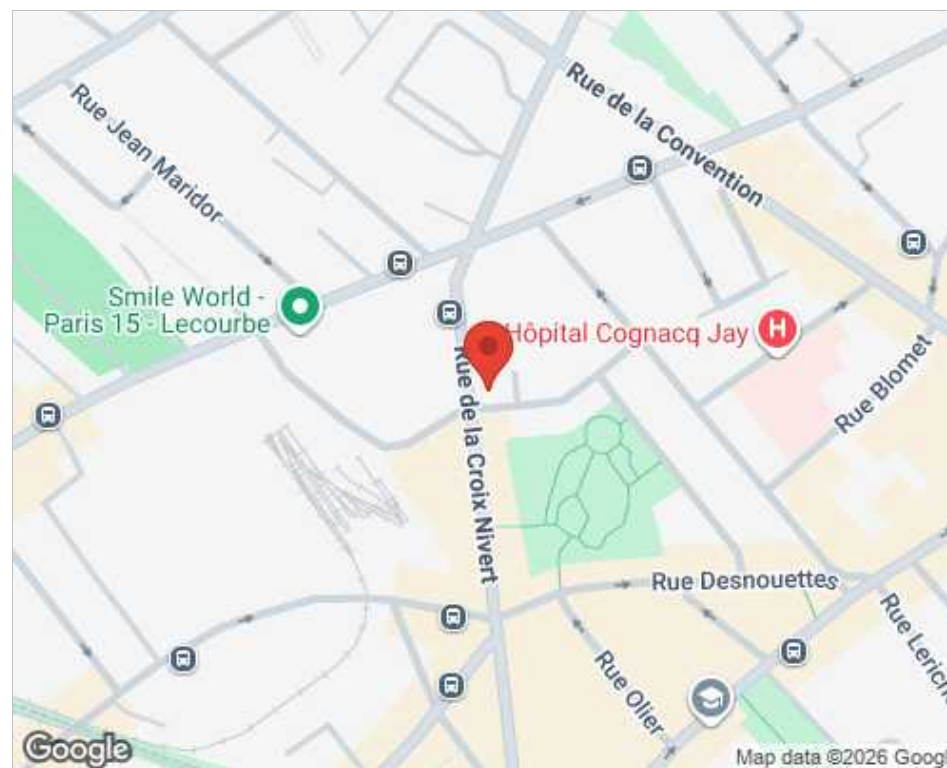 Rue Jean Maridor
Rue de la Convention
Smile World -
Paris 15 - Lecourbe
Hôpital Cognacq Jay
H
Rue de la Croix Nivert
Rue Blomet
Rue Desnouettes
Rue Olier
Google
Map data ©2026